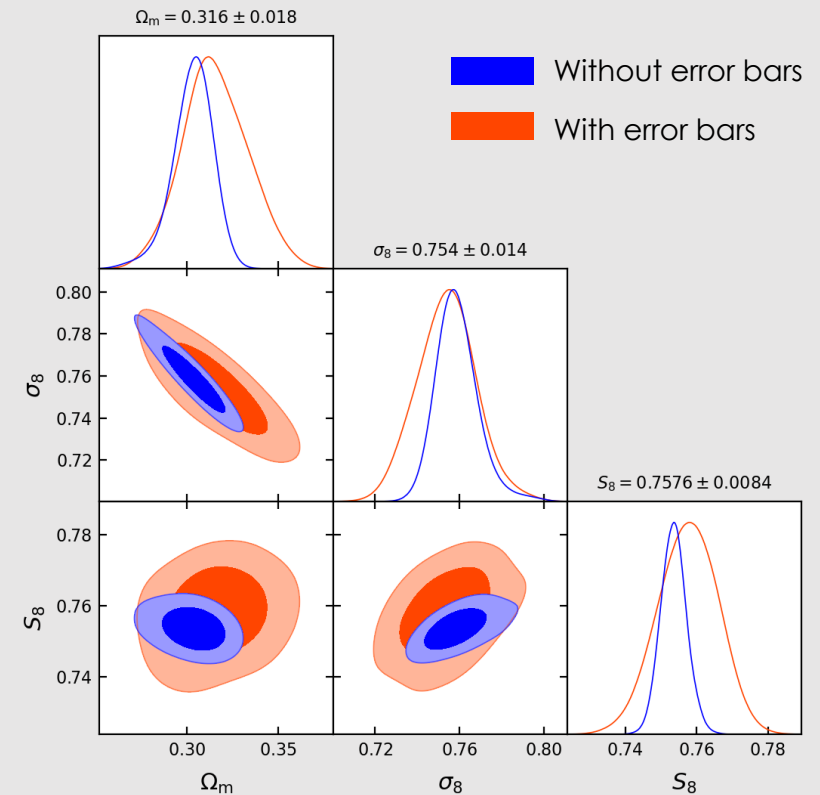 Ωₘ = 0.316 ± 0.018
Without error bars
With error bars
σ₈ = 0.754 ± 0.014
0.80
0.78
0.76
0.74
0.72
σ₈
S₈ = 0.7576 ± 0.0084
0.78
0.76
0.74
S₈
0.30 0.35 0.72 0.76 0.80 0.74 0.76 0.78
Ωₘ σ₈ S₈